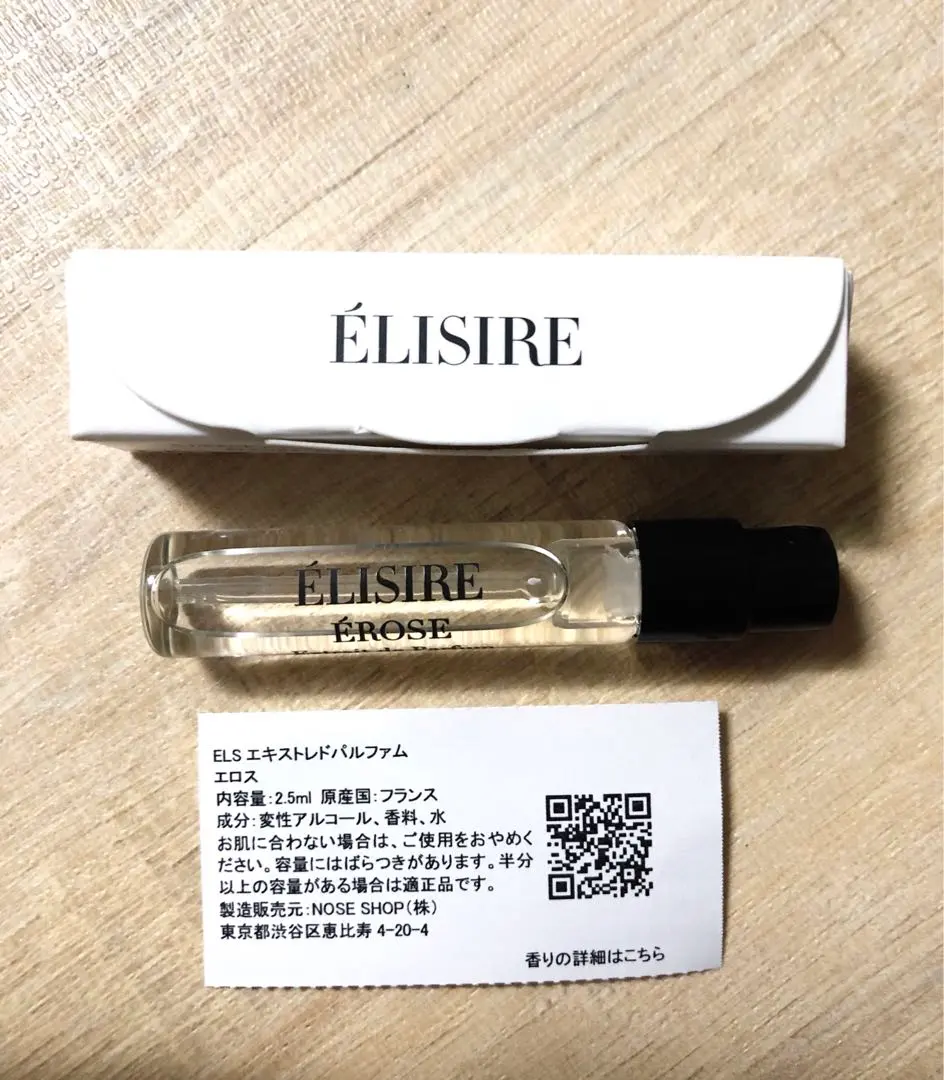 ÉLISIRE
ÉLISIRE
ÉROSE
Extrait de Parfum
ELS エキストレドパルファム
エロス
内容量:2.5ml 原産国:フランス
成分:変性アルコール、香料、水
お肌に合わない場合は、ご使用をおやめく
ださい。容量にはばらつきがあります。半分
以上の容量がある場合は適正品です。
製造販売元:NOSE SHOP(株)
東京都渋谷区恵比寿 4-20-4
香りの詳細はこちら